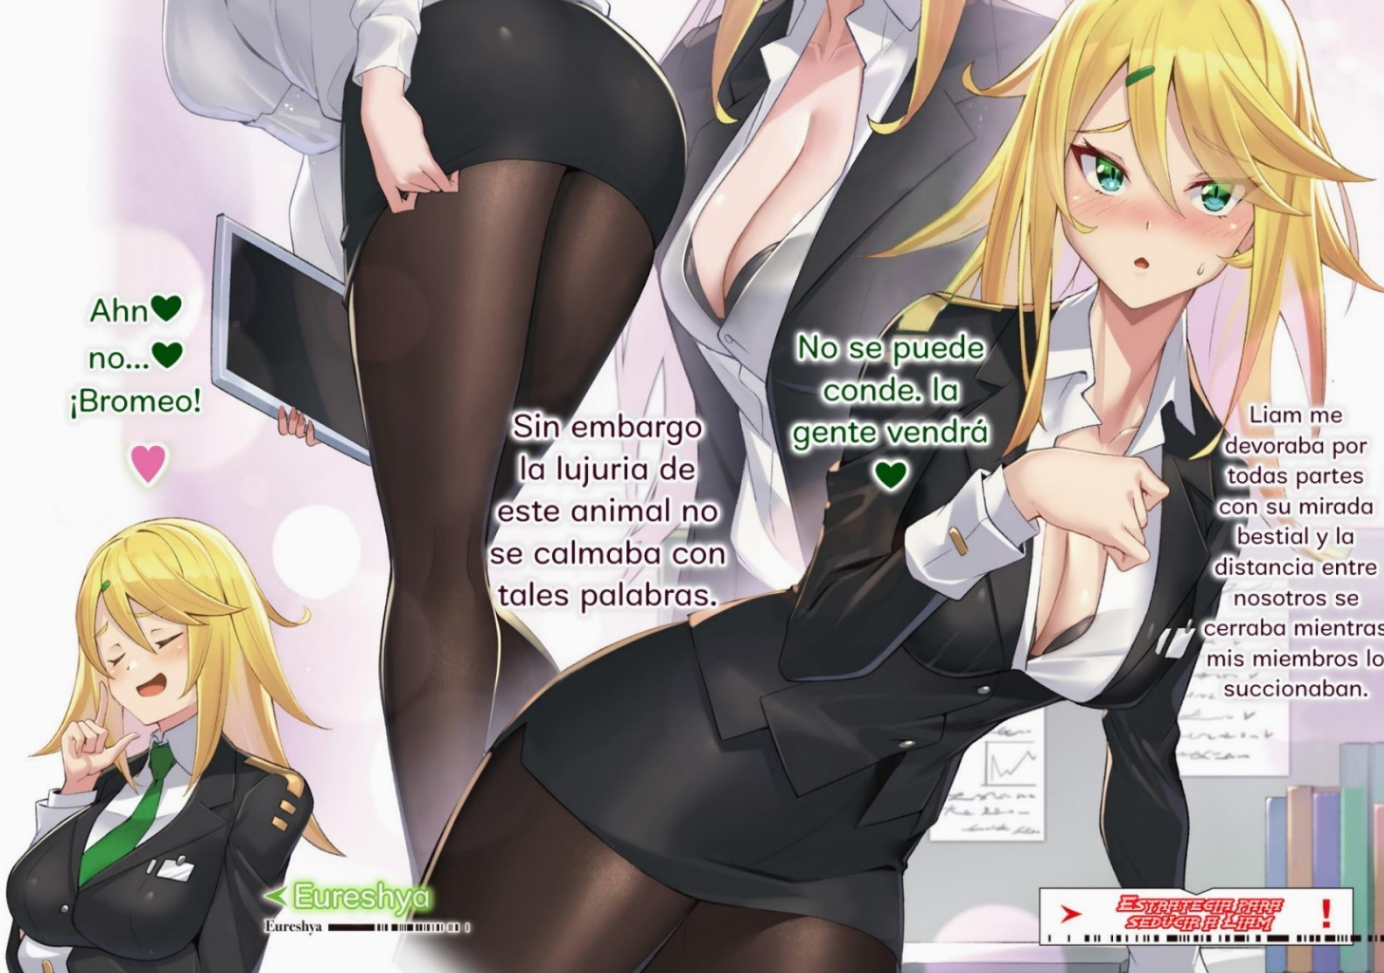 Liam me
devoraba por
todas partes
con su mirada
bestial y la
distancia entre
nosotros se
cerraba mientras
mis miembros lo
succionaban.
No se puede
conde. la
gente vendrá
Sin embargo
la lujuria de
este animal no
se calmaba con
tales palabras.
Ahn
no...
¡Bromeo!
Eureshya
Eureshya
Estrategia para
seducir a Liam
!